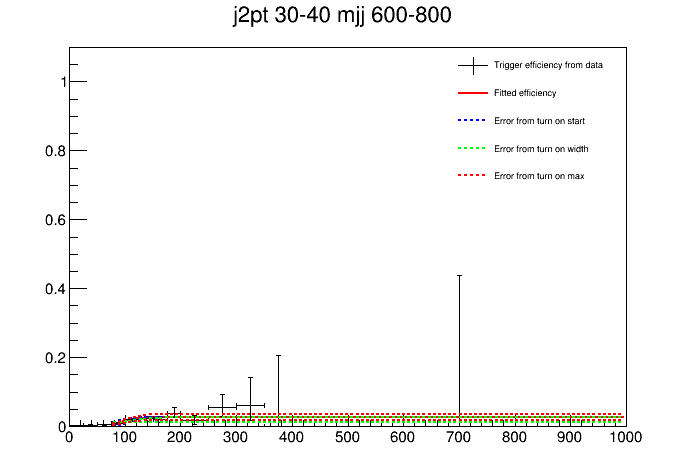 j2pt 30-40 mjj 600-800
Trigger efficiency from data
Fitted efficiency
Error from turn on start
Error from turn on width
Error from turn on max
1
0.8
0.6
0.4
0.2
0
0 100 200 300 400 500 600 700 800 900 1000